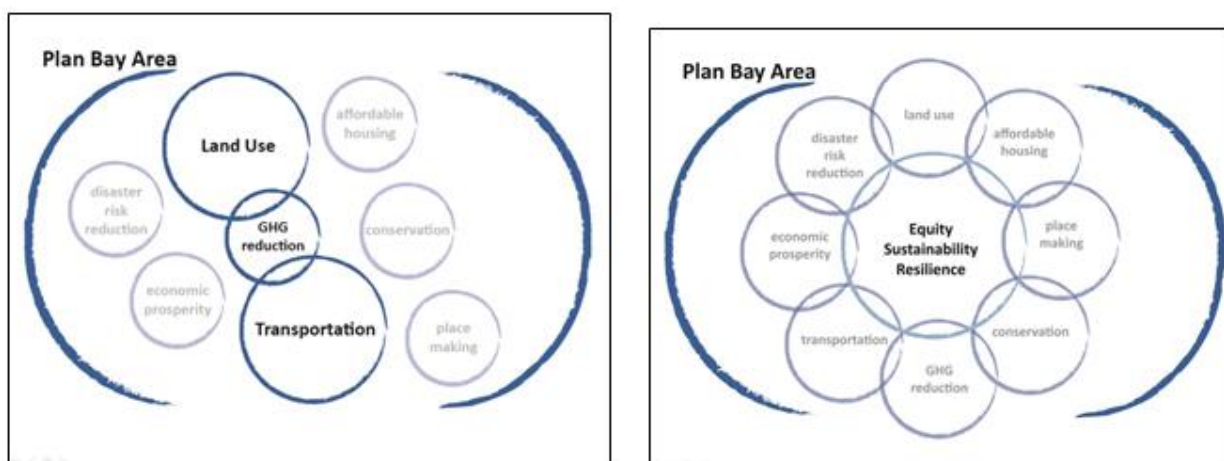 Plan Bay Area
Land Use
affordable
housing
disaster
risk
reduction
GHG
reduction
conservation
economic
prosperity
Transportation
place
making
Plan Bay Area
land use
disaster
risk
reduction
affordable
housing
economic
prosperity
Equity
Sustainability
Resilience
place
making
transportation
conservation
GHG
reduction